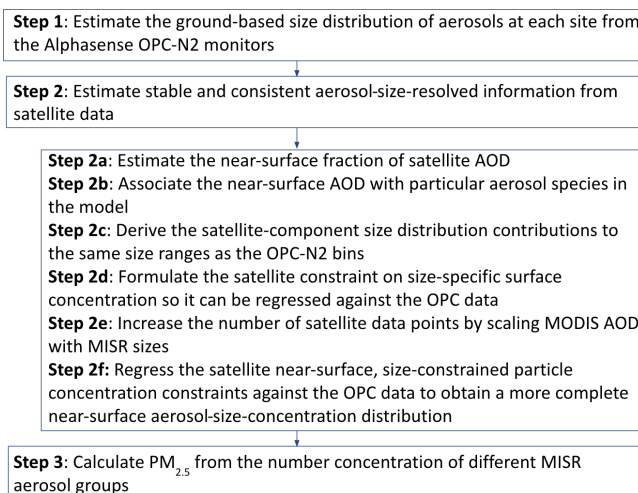 Step 1: Estimate the ground-based size distribution of aerosols at each site from
the Alphasense OPC-N2 monitors
Step 2: Estimate stable and consistent aerosol-size-resolved information from
satellite data
Step 2a: Estimate the near-surface fraction of satellite AOD
Step 2b: Associate the near-surface AOD with particular aerosol species in
the model
Step 2c: Derive the satellite-component size distribution contributions to
the same size ranges as the OPC-N2 bins
Step 2d: Formulate the satellite constraint on size-specific surface
concentration so it can be regressed against the OPC data
Step 2e: Increase the number of satellite data points by scaling MODIS AOD
with MISR sizes
Step 2f: Regress the satellite near-surface, size-constrained particle
concentration constraints against the OPC data to obtain a more complete
near-surface aerosol-size-concentration distribution
Step 3: Calculate PM2.5 from the number concentration of different MISR
aerosol groups